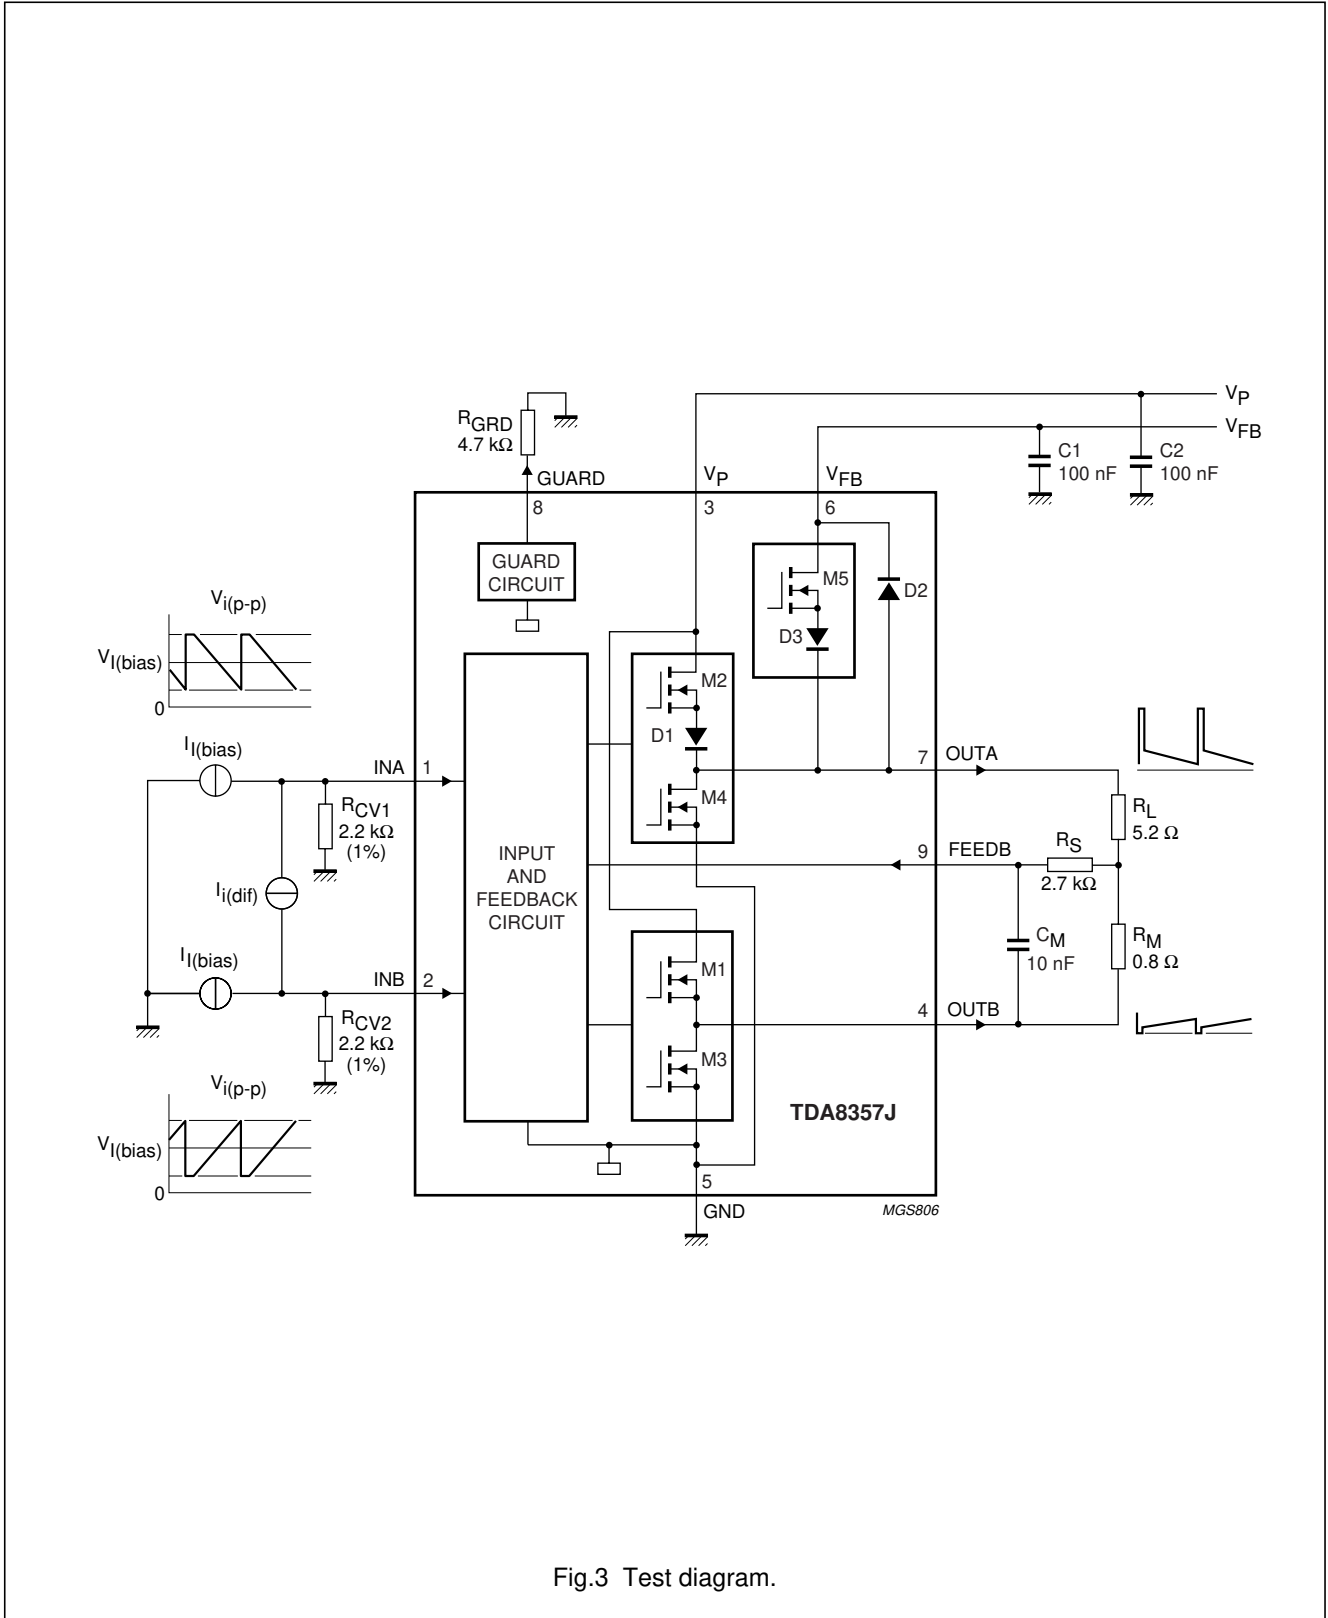 VP
RGRD
4.7 kΩ
VFB
C1
100 nF
C2
100 nF
GUARD
VP
VFB
8
3
6
GUARD
CIRCUIT
M5
D2
D3
Vi(p-p)
VI(bias)
0
M2
D1
II(bias)
INA
1
7
OUTA
M4
RCV1
2.2 kΩ
(1%)
RL
5.2 Ω
INPUT
AND
FEEDBACK
CIRCUIT
9
FEEDB
RS
2.7 kΩ
Ii(dif)
CM
10 nF
RM
0.8 Ω
II(bias)
M1
INB
2
4
OUTB
RCV2
2.2 kΩ
(1%)
M3
Vi(p-p)
VI(bias)
0
TDA8357J
5
GND
MGS806
Fig.3 Test diagram.